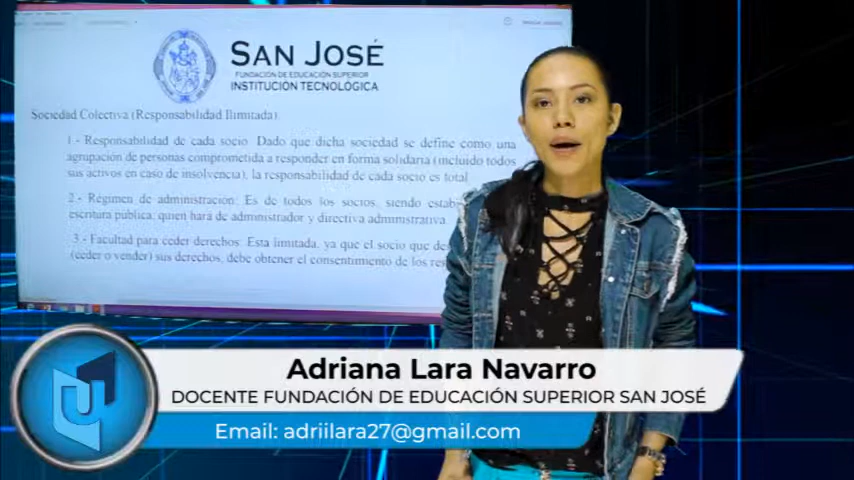 SAN JOSÉ
FUNDACIÓN DE EDUCACIÓN SUPERIOR
INSTITUCIÓN TECNOLÓGICA
Sociedad Colectiva (Responsabilidad Ilimitada)
1 - Responsabilidad de cada socio. Dado que dicha sociedad se define como una
agrupación de personas comprometida a responder en forma solidaria (incluido todos
sus activos en caso de insolvencia), la responsabilidad de cada socio es total.
2 - Régimen de administración: Es de todos los socios, siendo
escritura pública, quien hará de administrador y directiva administrativa.
3 - Facultad para ceder derechos. Esta limitada, ya que el socio que
(ceder o vender) sus derechos, debe obtener el consentimiento de los
Adriana Lara Navarro
DOCENTE FUNDACIÓN DE EDUCACIÓN SUPERIOR SAN JOSÉ
Email: adriilara27@gmail.com